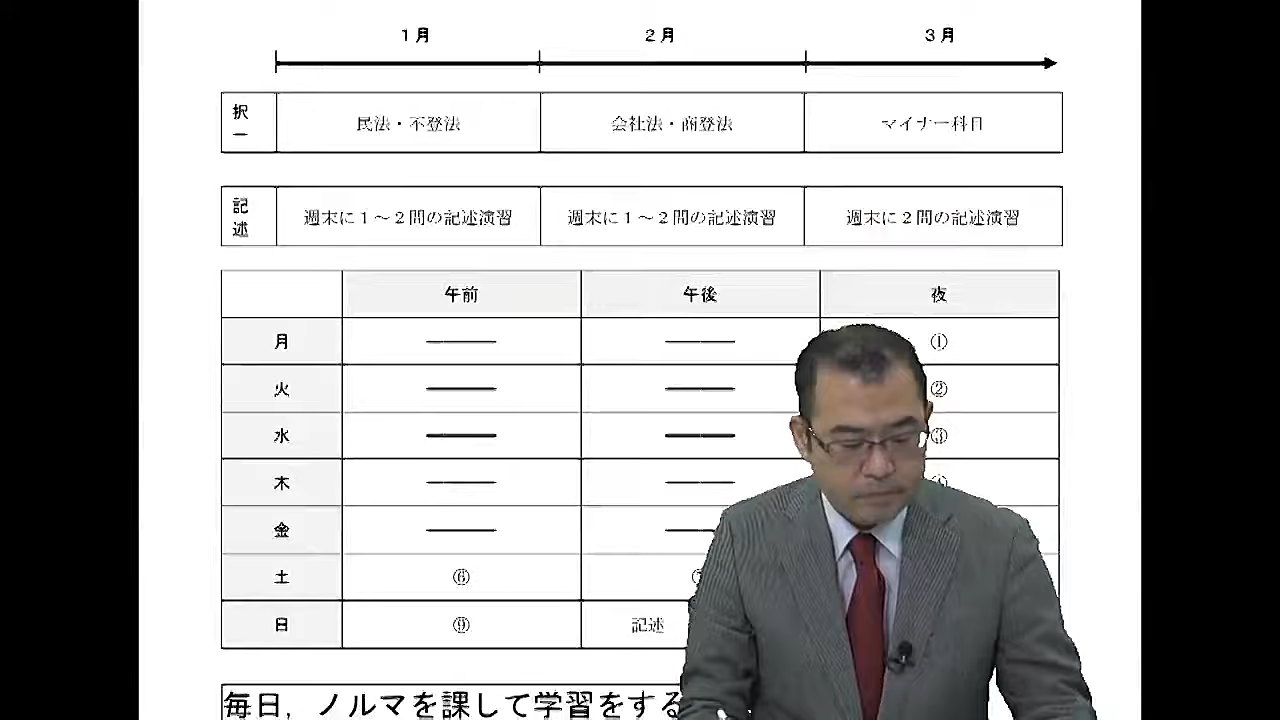 1月 2月 3月
択一 民法・不登法 会社法・商登法 マイナー科目
記述 週末に1～2問の記述演習 週末に1～2問の記述演習 週末に2問の記述演習
午前 午後 夜
月 ―― ―― ①
火 ―― ―― ②
水 ―― ―― ③
木 ―― ――
金 ―― ――
土 ⑥
日 ⑨ 記述
毎日，ノルマを課して学習をする